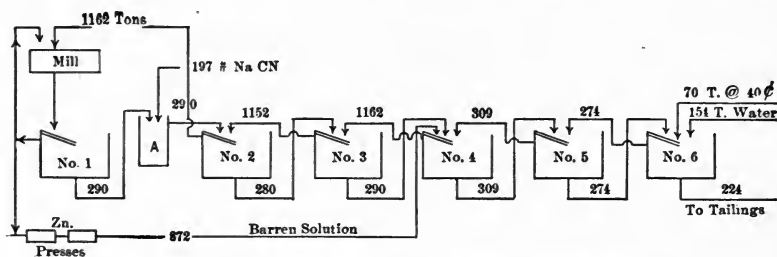 1162 Tons
197 # Na CN
Mill
290
1152
1162
309
274
70 T. @ 40¢
154 T. Water
No. 1
A
No. 2
No. 3
No. 4
No. 5
No. 6
290
280
290
309
274
224
To Tailings
Zn.
872
Barren Solution
Presses